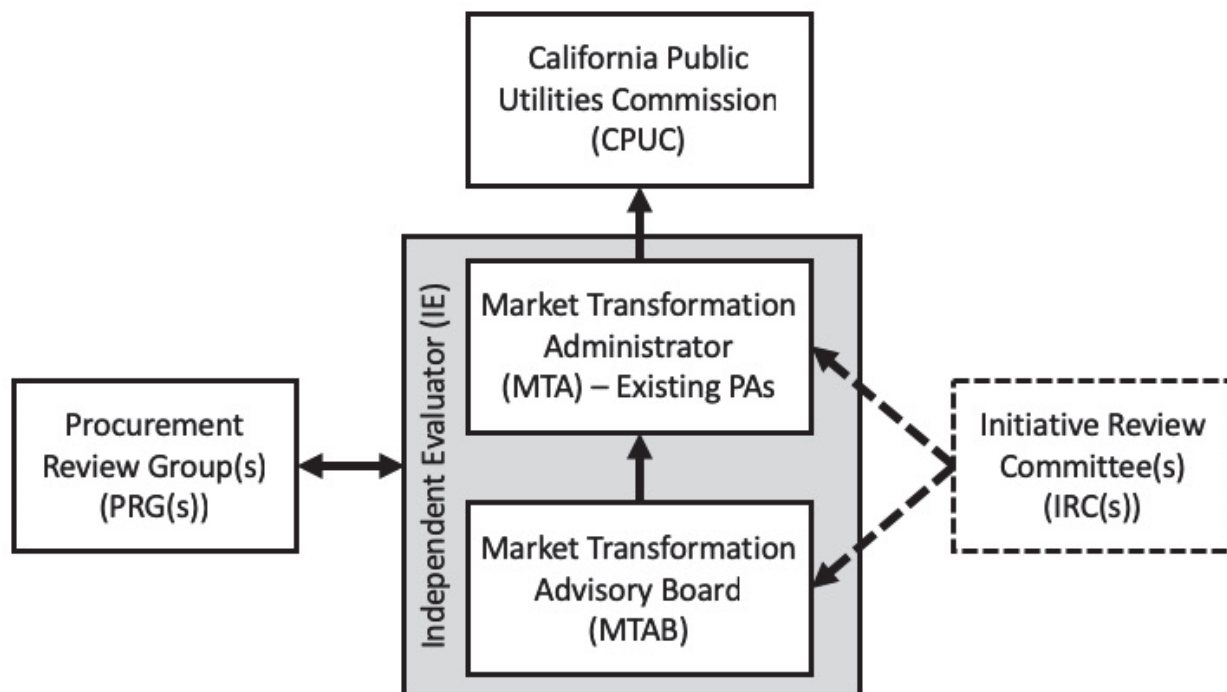 California Public
Utilities Commission
(CPUC)
Independent Evaluator (IE)
Market Transformation
Administrator
(MTA) – Existing PAs
Procurement
Review Group(s)
(PRG(s))
Initiative Review
Committee(s)
(IRC(s))
Market Transformation
Advisory Board
(MTAB)